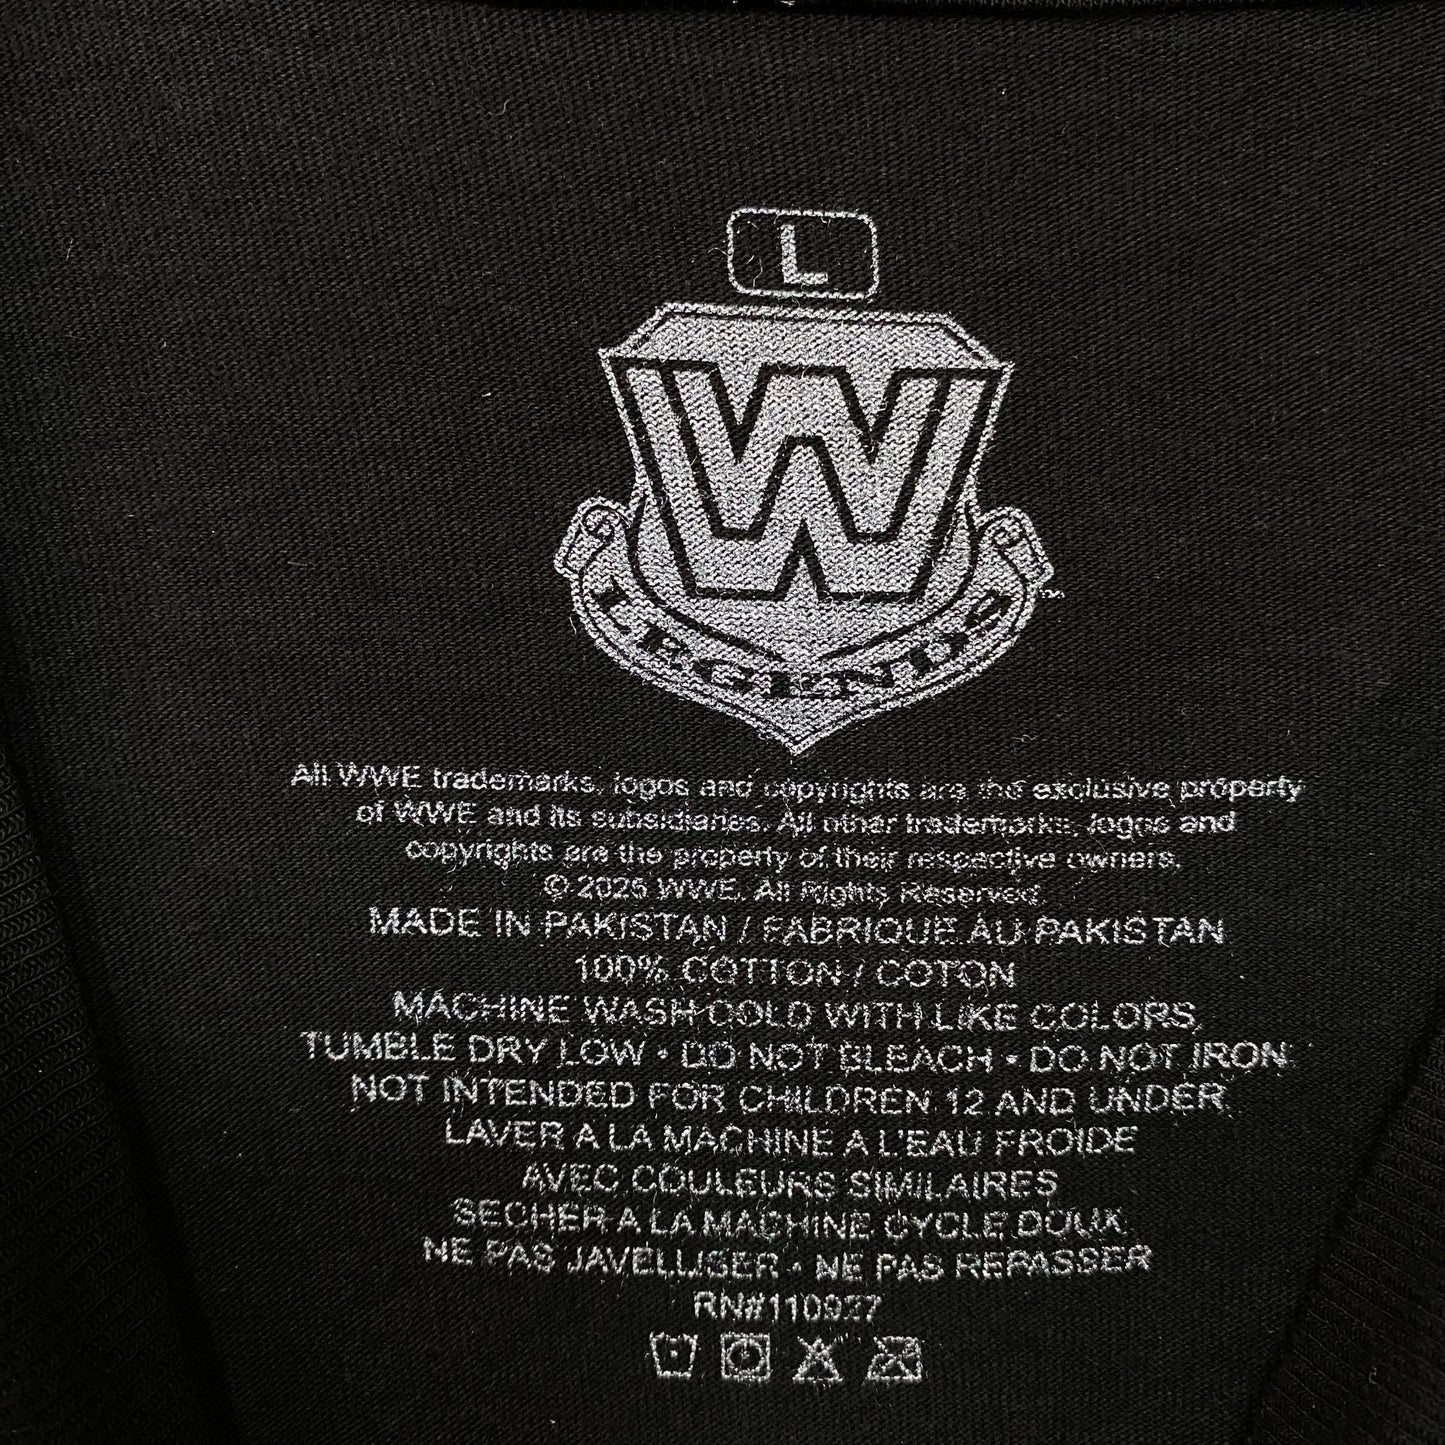 L
W
LEGENDS
All WWE trademarks, logos and copyrights are the exclusive property
of WWE and its subsidiaries. All other trademarks, logos and
copyrights are the property of their respective owners.
© 2025 WWE. All Rights Reserved.
MADE IN PAKISTAN / FABRIQUE AU PAKISTAN
100% COTTON / COTON
MACHINE WASH COLD WITH LIKE COLORS
TUMBLE DRY LOW • DO NOT BLEACH • DO NOT IRON
NOT INTENDED FOR CHILDREN 12 AND UNDER
LAVER A LA MACHINE A L'EAU FROIDE
AVEC COULEURS SIMILAIRES
SECHER A LA MACHINE CYCLE DOUX
NE PAS JAVELLISER • NE PAS REPASSER
RN#110927